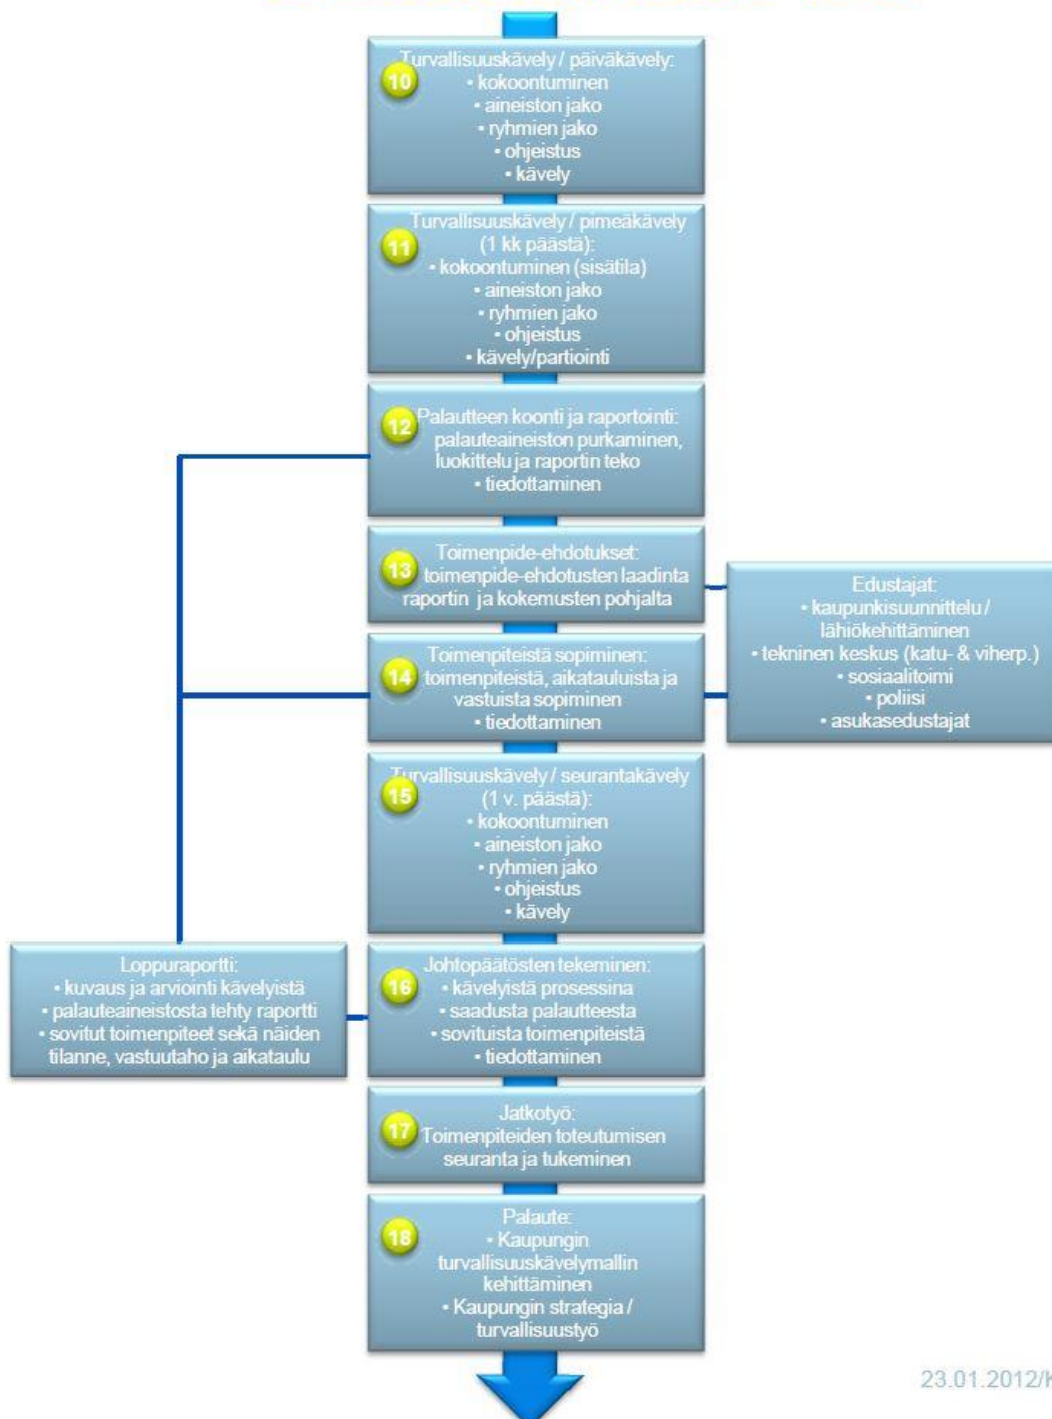 10
Turvallisuuskävely / päiväkävely:
• kokoontuminen
• aineiston jako
• ryhmien jako
• ohjeistus
• kävely
11
Turvallisuuskävely / pimeäkävely
(1 kk päästä):
• kokoontuminen (sisätila)
• aineiston jako
• ryhmien jako
• ohjeistus
• kävely/partiointi
12
Palautteen koonti ja raportointi:
palauteaineiston purkaminen,
luokittelu ja raportin teko
• tiedottaminen
13
Toimenpide-ehdotukset:
toimenpide-ehdotusten laadinta
raportin ja kokemusten pohjalta
Edustajat:
• kaupunkisuunnittelu /
lähiökehittäminen
• tekninen keskus (katu- & viherp.)
• sosiaalitoimi
• poliisi
• asukasedustajat
14
Toimenpiteistä sopiminen:
toimenpiteistä, aikatauluista ja
vastuista sopiminen
• tiedottaminen
15
Turvallisuuskävely / seurantakävely
(1 v. päästä):
• kokoontuminen
• aineiston jako
• ryhmien jako
• ohjeistus
• kävely
Loppuraportti:
• kuvaus ja arviointi kävelyistä
• palauteaineistosta tehty raportti
• sovitut toimenpiteet sekä näiden
tilanne, vastuutaho ja aikataulu
16
Johtopäätösten tekeminen:
• kävelyistä prosessina
• saadusta palautteesta
• sovituista toimenpiteistä
• tiedottaminen
17
Jatkotyö:
Toimenpiteiden toteutumisen
seuranta ja tukeminen
18
Palaute:
• Kaupungin
turvallisuuskävelymallin
kehittäminen
• Kaupungin strategia /
turvallisuustyö
23.01.2012/K